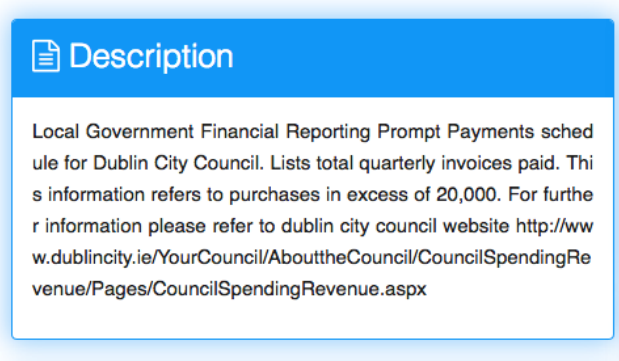 Description
Local Government Financial Reporting Prompt Payments sched
ule for Dublin City Council. Lists total quarterly invoices paid. Thi
s information refers to purchases in excess of 20,000. For furthe
r information please refer to dublin city council website http://ww
w.dublincity.ie/YourCouncil/AbouttheCouncil/CouncilSpendingRe
venue/Pages/CouncilSpendingRevenue.aspx